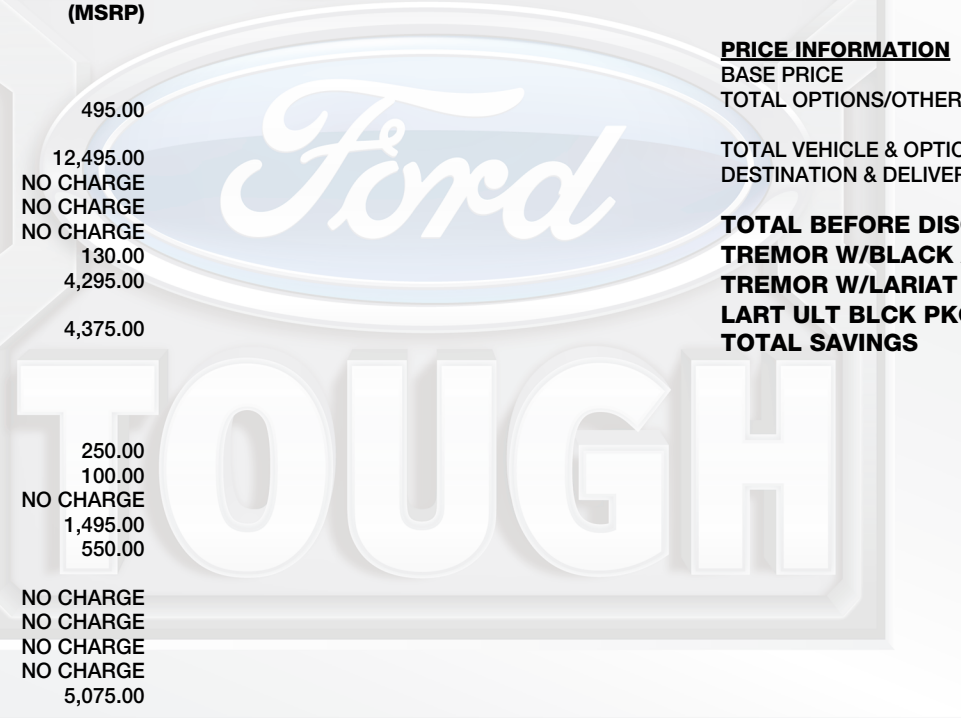 (MSRP)
495.00
12,495.00
NO CHARGE
NO CHARGE
NO CHARGE
130.00
4,295.00
4,375.00
250.00
100.00
NO CHARGE
1,495.00
550.00
NO CHARGE
NO CHARGE
NO CHARGE
NO CHARGE
5,075.00
PRICE INFORMATION
BASE PRICE
TOTAL OPTIONS/OTHER
TOTAL VEHICLE & OPTIO
DESTINATION & DELIVER
TOTAL BEFORE DIS
TREMOR W/BLACK
TREMOR W/LARIAT
LART ULT BLCK PK
TOTAL SAVINGS
Ford
TOUGH